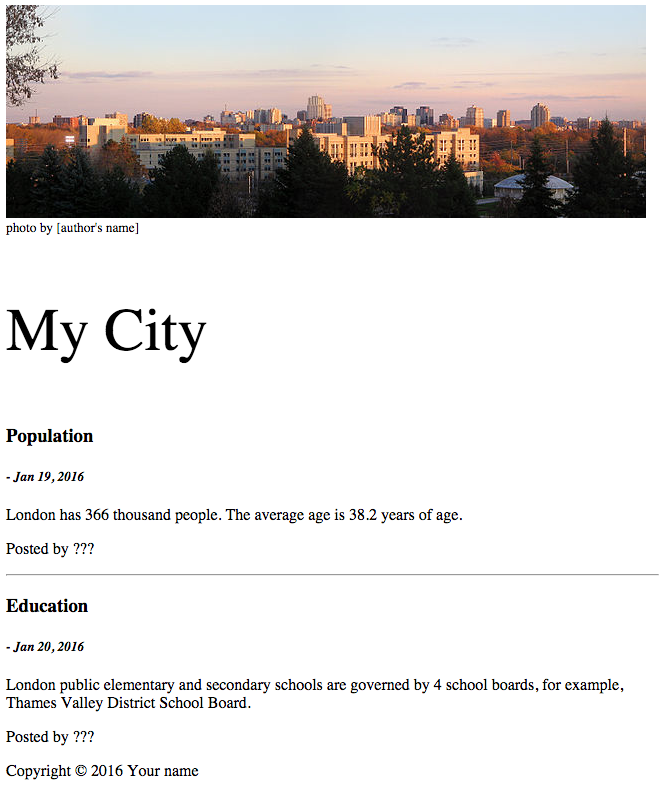 photo by [author's name]
My City
Population
- Jan 19, 2016
London has 366 thousand people. The average age is 38.2 years of age.
Posted by ???
Education
- Jan 20, 2016
London public elementary and secondary schools are governed by 4 school boards, for example,
Thames Valley District School Board.
Posted by ???
Copyright © 2016 Your name